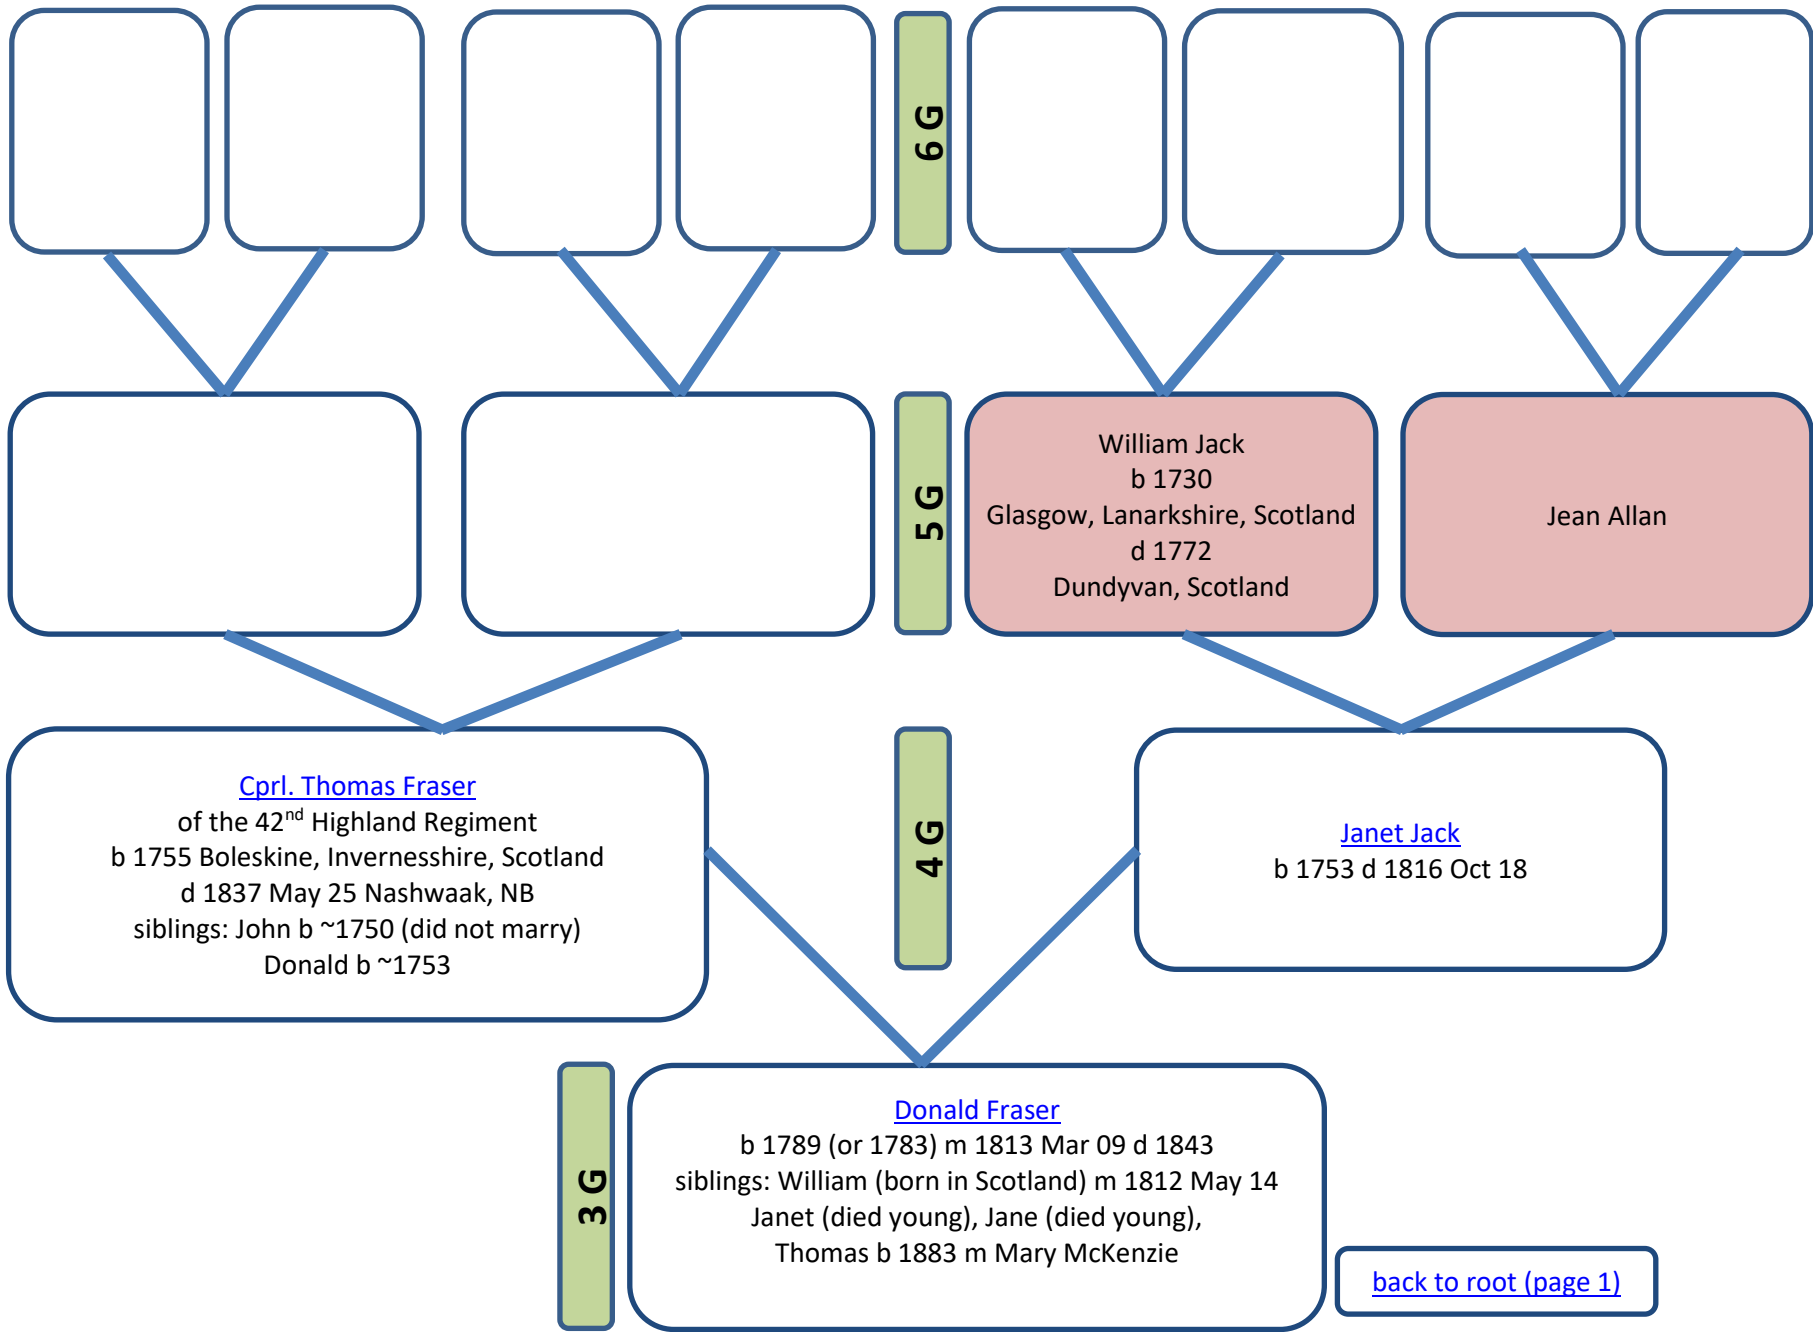 6 G
5 G
William Jack
b 1730
Glasgow, Lanarkshire, Scotland
d 1772
Dundyvan, Scotland
Jean Allan
Cprl. Thomas Fraser
of the 42nd Highland Regiment
b 1755 Boleskine, Invernesshire, Scotland
d 1837 May 25 Nashwaak, NB
siblings: John b ~1750 (did not marry)
Donald b ~1753
4 G
Janet Jack
b 1753 d 1816 Oct 18
3 G
Donald Fraser
b 1789 (or 1783) m 1813 Mar 09 d 1843
siblings: William (born in Scotland) m 1812 May 14
Janet (died young), Jane (died young),
Thomas b 1883 m Mary McKenzie
back to root (page 1)